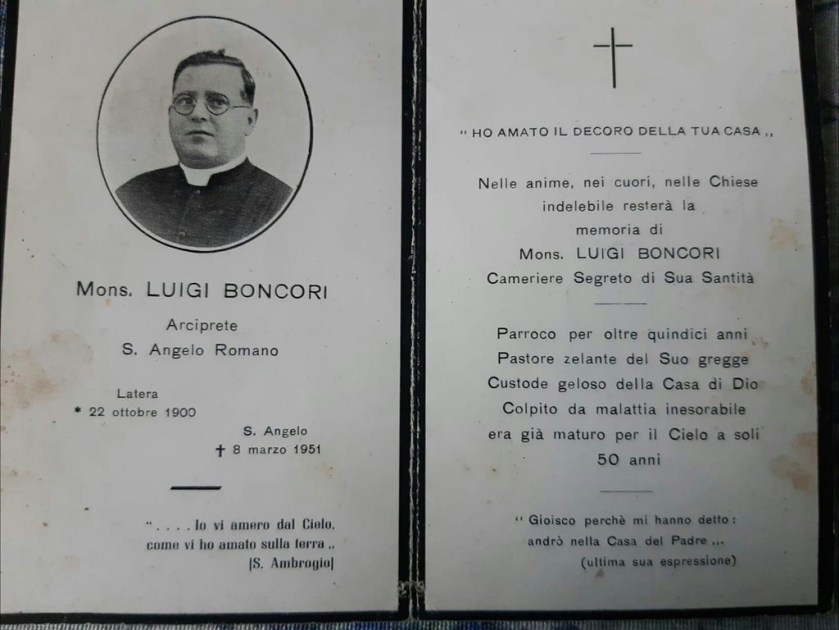 Mons. LUIGI BONCORI
Arciprete
S. Angelo Romano
Latera
* 22 ottobre 1900
S. Angelo
✝ 8 marzo 1951
“ . . . . Io vi amerò dal Cielo,
come vi ho amato sulla terra „
(S. Ambrogio)
“ HO AMATO IL DECORO DELLA TUA CASA „
Nelle anime, nei cuori, nelle Chiese
indelebile resterà la
memoria di
Mons. LUIGI BONCORI
Cameriere Segreto di Sua Santità
Parroco per oltre quindici anni
Pastore zelante del Suo gregge
Custode geloso della Casa di Dio
Colpito da malattia inesorabile
era già maturo per il Cielo a soli
50 anni
“ Gioisco perchè mi hanno detto :
andrò nella Casa del Padre „.
(ultima sua espressione)